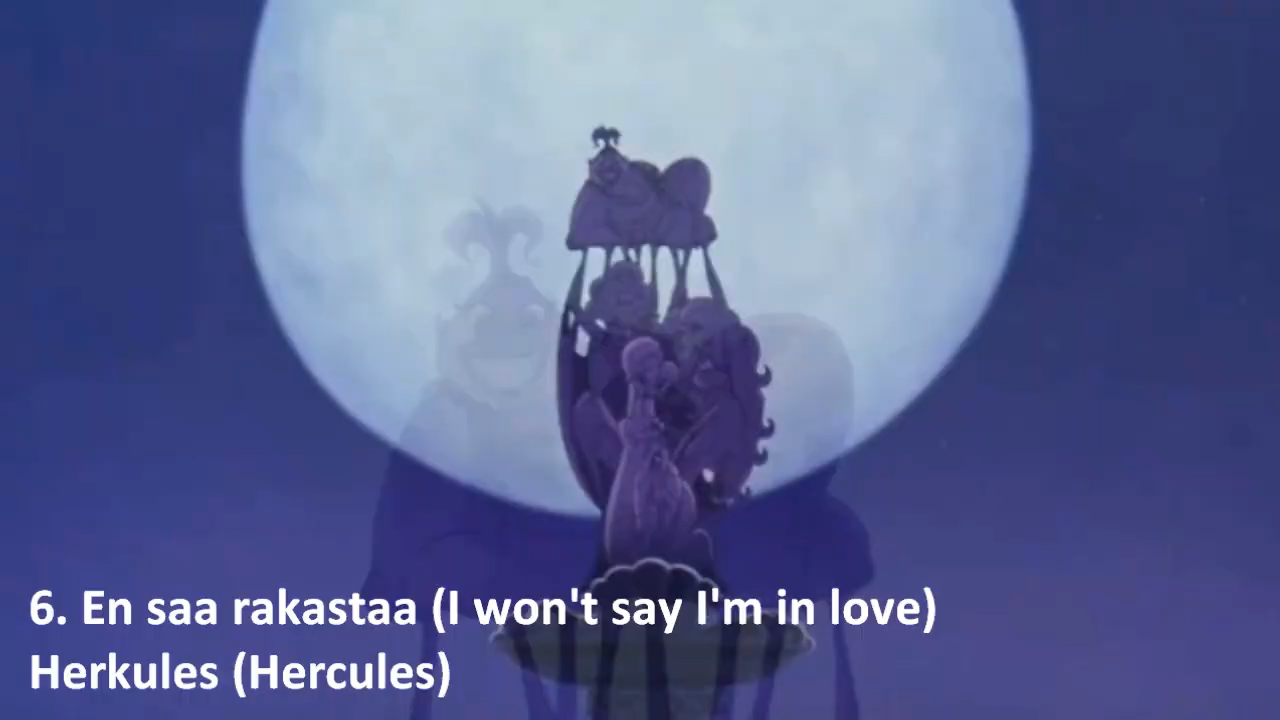 6. En saa rakastaa (I won't say I'm in love)
Herkules (Hercules)